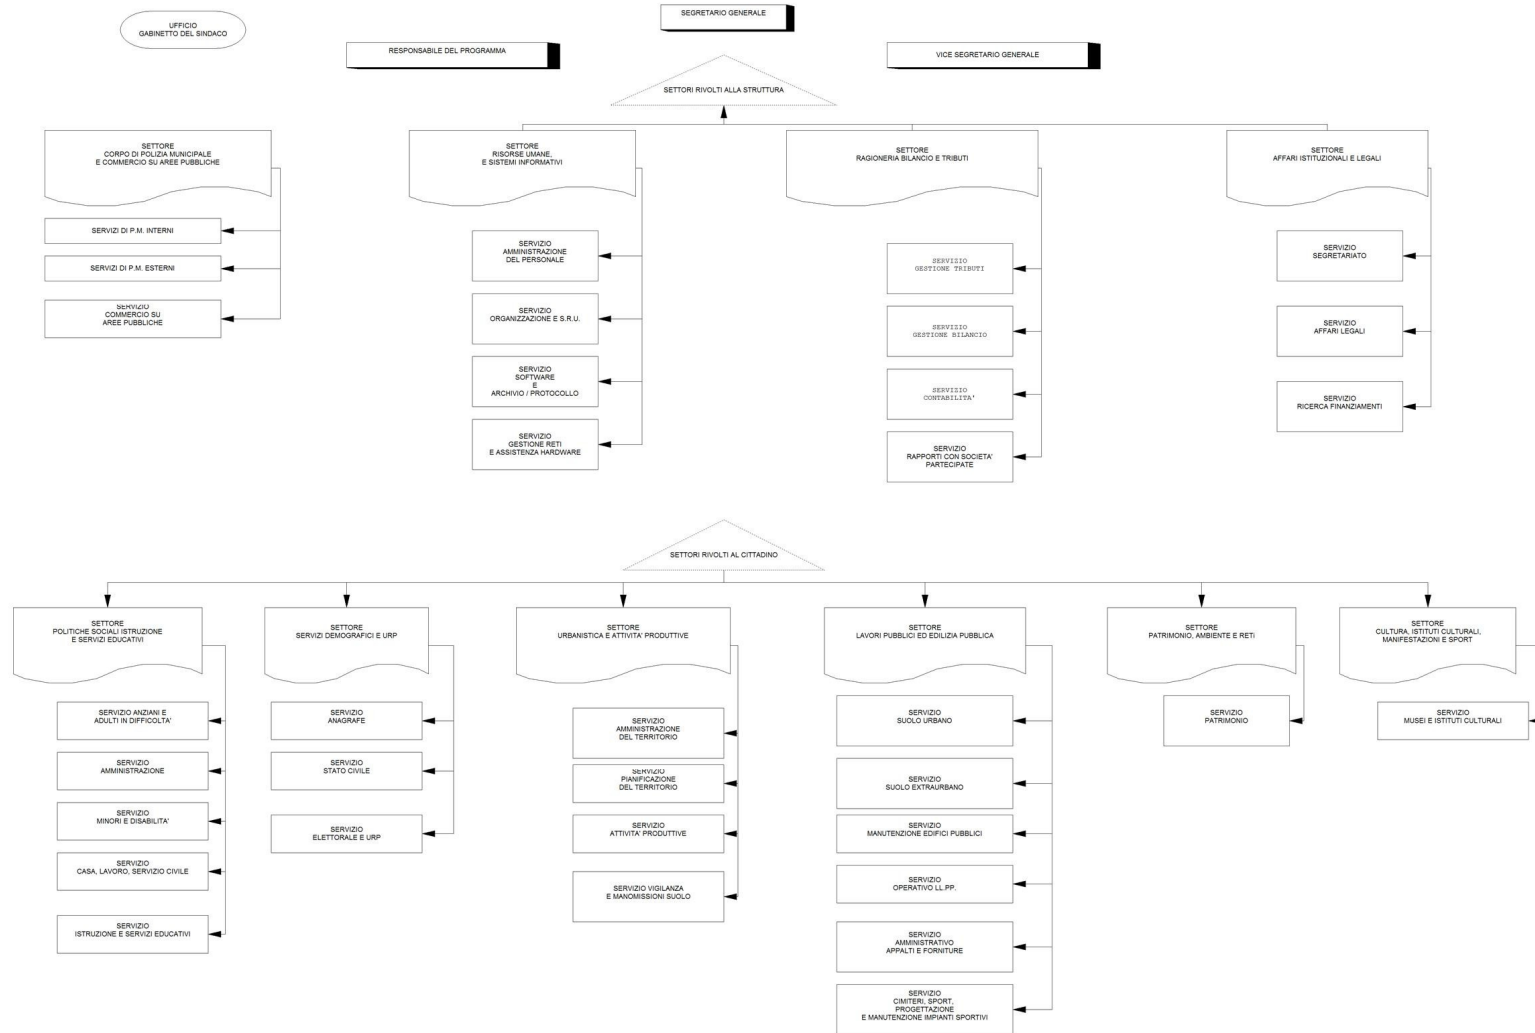 UFFICIO
GABINETTO DEL SINDACO
SEGRETARIO GENERALE
RESPONSABILE DEL PROGRAMMA
VICE SEGRETARIO GENERALE
SETTORI RIVOLTI ALLA STRUTTURA
SETTORE
CORPO DI POLIZIA MUNICIPALE
E COMMERCIO SU AREE PUBBLICHE
SERVIZI DI P.M. INTERNI
SERVIZI DI P.M. ESTERNI
SERVIZIO
COMMERCIO SU
AREE PUBBLICHE
SETTORE
RISORSE UMANE,
E SISTEMI INFORMATIVI
SERVIZIO
AMMINISTRAZIONE
DEL PERSONALE
SERVIZIO
ORGANIZZAZIONE E S.R.U.
SERVIZIO
SOFTWARE
E
ARCHIVIO / PROTOCOLLO
SERVIZIO
GESTIONE RETI
E ASSISTENZA HARDWARE
SETTORE
RAGIONERIA BILANCIO E TRIBUTI
SERVIZIO
GESTIONE TRIBUTI
SERVIZIO
GESTIONE BILANCIO
SERVIZIO
CONTABILITA'
SERVIZIO
RAPPORTI CON SOCIETA'
PARTECIPATE
SETTORE
AFFARI ISTITUZIONALI E LEGALI
SERVIZIO
SEGRETARIATO
SERVIZIO
AFFARI LEGALI
SERVIZIO
RICERCA FINANZIAMENTI
SETTORI RIVOLTI AL CITTADINO
SETTORE
POLITICHE SOCIALI ISTRUZIONE
E SERVIZI EDUCATIVI
SERVIZIO ANZIANI E
ADULTI IN DIFFICOLTA'
SERVIZIO
AMMINISTRAZIONE
SERVIZIO
MINORI E DISABILITA'
SERVIZIO
CASA, LAVORO, SERVIZIO CIVILE
SERVIZIO
ISTRUZIONE E SERVIZI EDUCATIVI
SETTORE
SERVIZI DEMOGRAFICI E URP
SERVIZIO
ANAGRAFE
SERVIZIO
STATO CIVILE
SERVIZIO
ELETTORALE E URP
SETTORE
URBANISTICA E ATTIVITA' PRODUTTIVE
SERVIZIO
AMMINISTRAZIONE
DEL TERRITORIO
SERVIZIO
PIANIFICAZIONE
DEL TERRITORIO
SERVIZIO
ATTIVITA' PRODUTTIVE
SERVIZIO VIGILANZA
E MANOMISSIONI SUOLO
SETTORE
LAVORI PUBBLICI ED EDILIZIA PUBBLICA
SERVIZIO
SUOLO URBANO
SERVIZIO
SUOLO EXTRAURBANO
SERVIZIO
MANUTENZIONE EDIFICI PUBBLICI
SERVIZIO
OPERATIVO LL.PP.
SERVIZIO
AMMINISTRATIVO
APPALTI E FORNITURE
SERVIZIO
CIMITERI, SPORT,
PROGETTAZIONE
E MANUTENZIONE IMPIANTI SPORTIVI
SETTORE
PATRIMONIO, AMBIENTE E RETi
SERVIZIO
PATRIMONIO
SETTORE
CULTURA, ISTITUTI CULTURALI,
MANIFESTAZIONI E SPORT
SERVIZIO
MUSEI E ISTITUTI CULTURALI